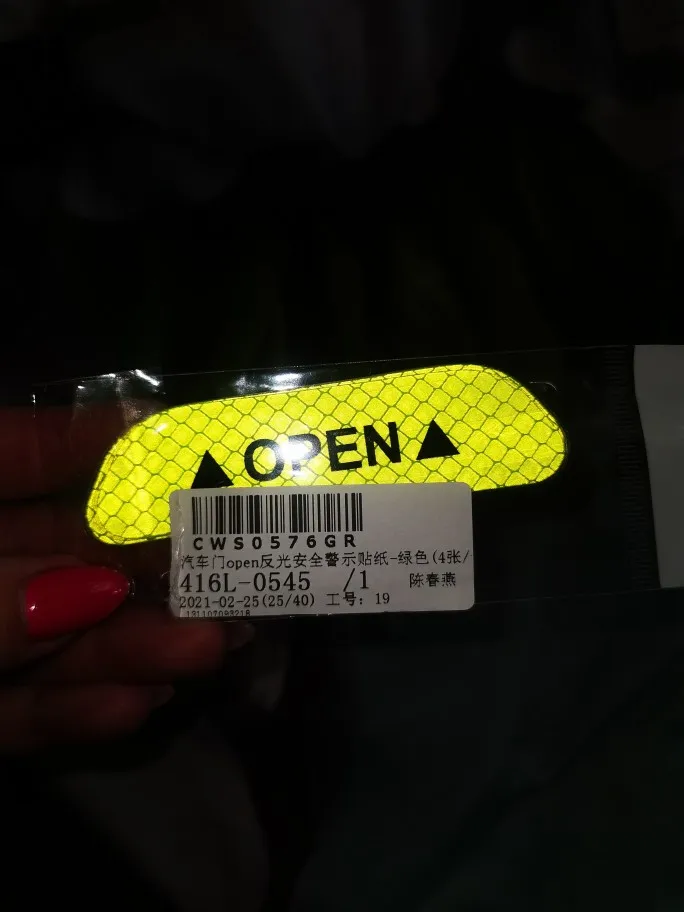 ▲ OPEN ▲
CWS0576GR
汽车门open反光安全警示贴纸-绿色(4张/
416L-0545 /1 陈春燕
2021-02-25(25/40) 工号: 19
131107093218